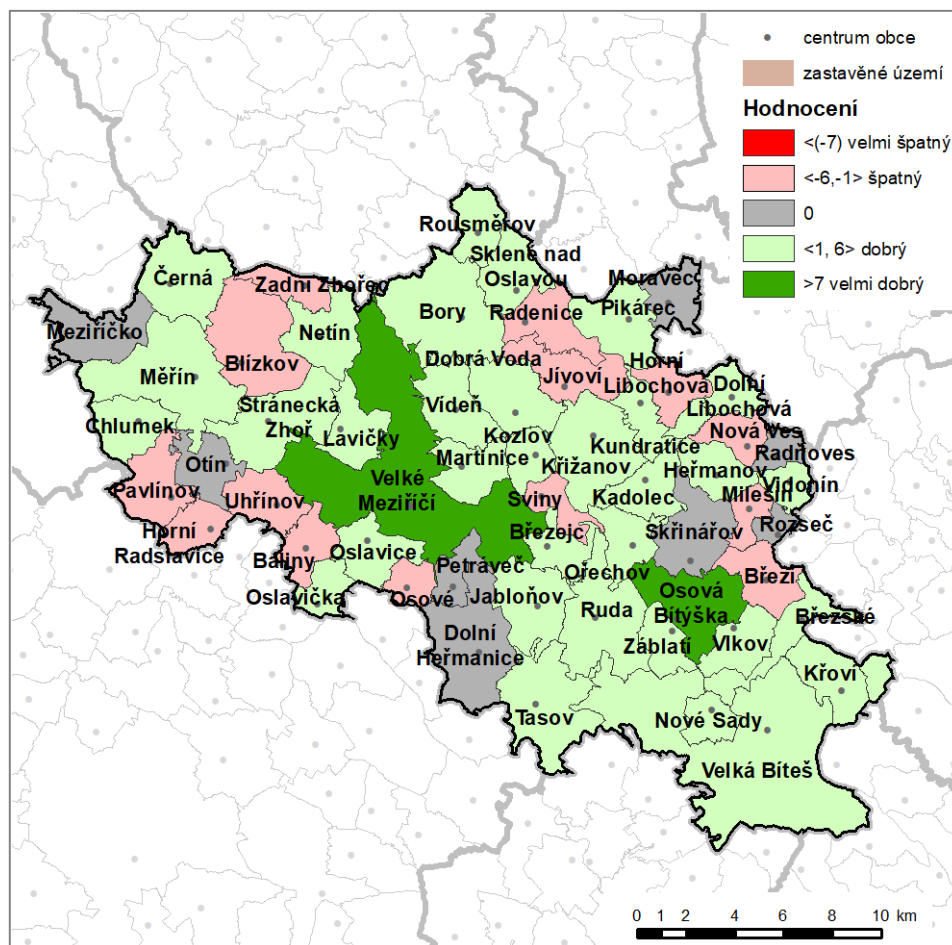 centrum obce
zastavěné území
Hodnocení
<(-7) velmi špatný
<-6,-1> špatný
0
<1, 6> dobrý
>7 velmi dobrý
Rousměrov
Sklené nad
Oslavou
Černá
Zadní Zhořec
Moravec
Pikárec
Meziříčko
Netín
Bory
Radenice
Blízkov
Dobrá Voda
Horní
Libochová
Měřín
Jívoví
Dolní
Libochová
Stránecká
Zhoř
Vídeň
Chlumek
Lavičky
Kozlov
Kundratice
Nová Ves
Radňoves
Martinice
Křižanov
Heřmanov
Otín
Velké
Meziříčí
Vidonín
Pavlínov
Uhřínov
Sviny
Kadolec
Milešín
Horní
Radslavice
Březejc
Skřinářov
Rozseč
Oslavice
Baliny
Petráveč
Ořechov
Březí
Oslavička
Osové
Jabloňov
Ruda
Osová
Bítýška
Březské
Dolní
Heřmanice
Záblatí
Vlkov
Křoví
Tasov
Nové Sady
Velká Bíteš
0 1 2 4 6 8 10 km